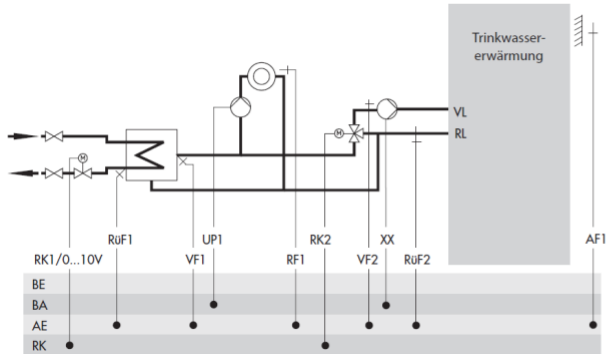 Trinkwasser-
erwärmung
VL
RL
M
M
RüF1
UP1
RK2
XX
AF1
RK1/0...10V
VF1
RF1
VF2
RüF2
BE
BA
AE
RK